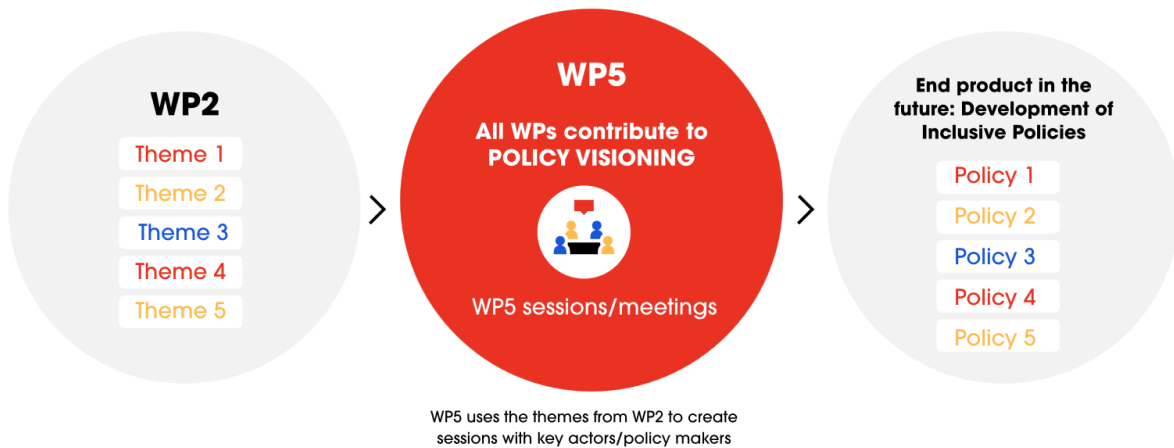 WP2
Theme 1
Theme 2
Theme 3
Theme 4
Theme 5
WP5
All WPs contribute to
POLICY VISIONING
WP5 sessions/meetings
WP5 uses the themes from WP2 to create
sessions with key actors/policy makers
End product in the
future: Development of
Inclusive Policies
Policy 1
Policy 2
Policy 3
Policy 4
Policy 5